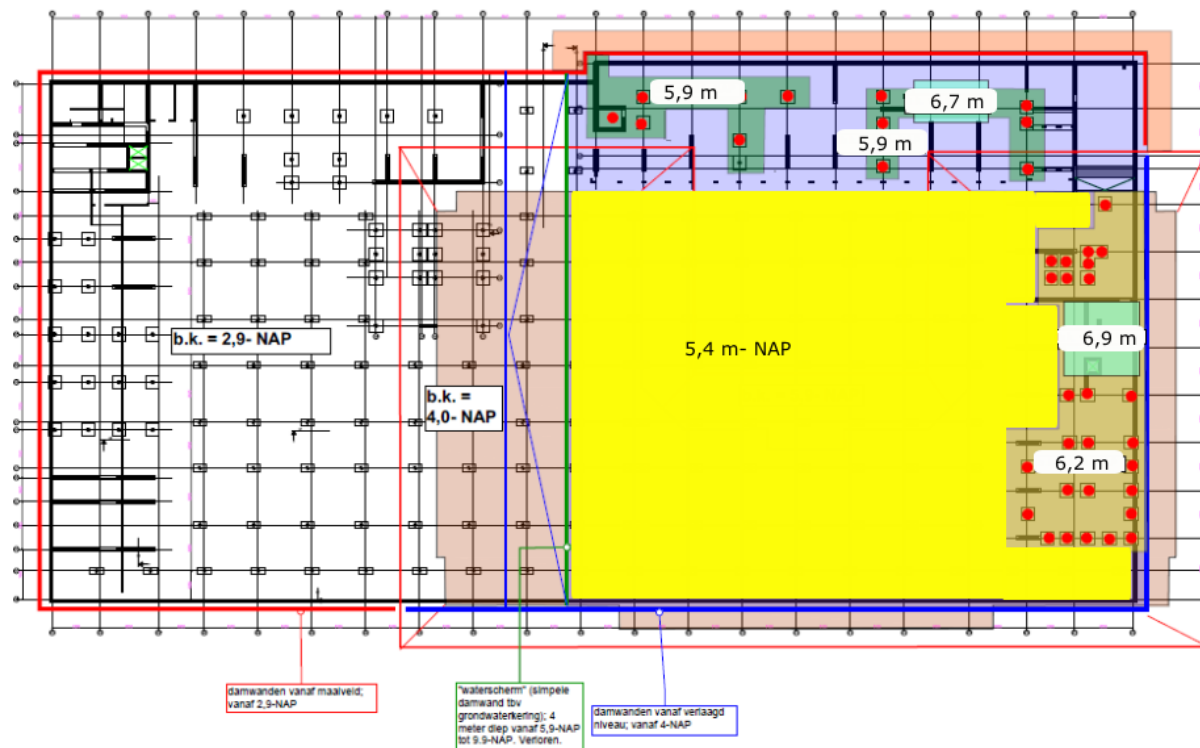 5,9 m
6,7 m
5,9 m
b.k. = 2,9- NAP
5,4 m- NAP
6,9 m
b.k. =
4,0- NAP
6,2 m
damwanden vanaf maaiveld;
vanaf 2,9-NAP
"waterscherm" (simpele
damwand tbv
grondwaterkering); 4
meter diep vanaf 5,9-NAP
tot 9.9-NAP. Verloren.
damwanden vanaf verlaagd
niveau; vanaf 4-NAP